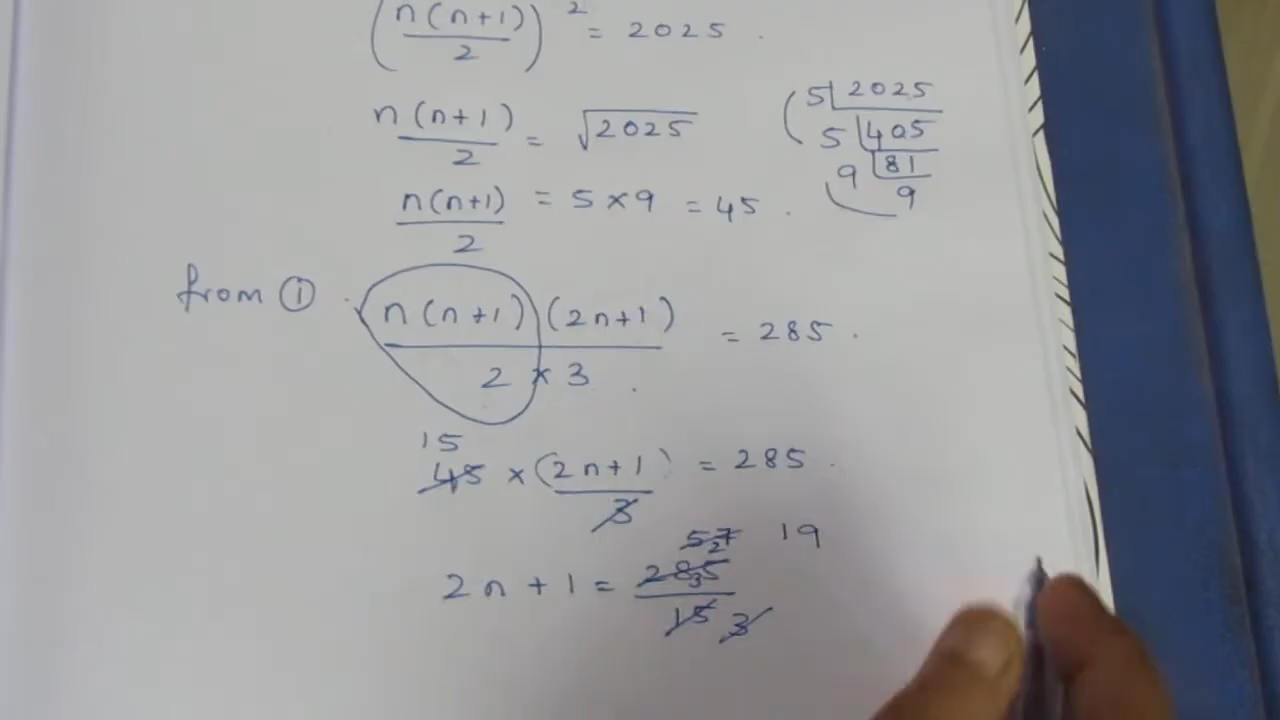 (n(n+1)/2)² = 2025 .
n(n+1)/2 = √2025
5 | 2025
5 | 405
9 | 81
9
n(n+1)/2 = 5 × 9 = 45 .
from ① . n(n+1)(2n+1)/2 × 3 = 285 .
15
45 × (2n+1)/3 = 285 .
57 19
2n + 1 = 285/15 3